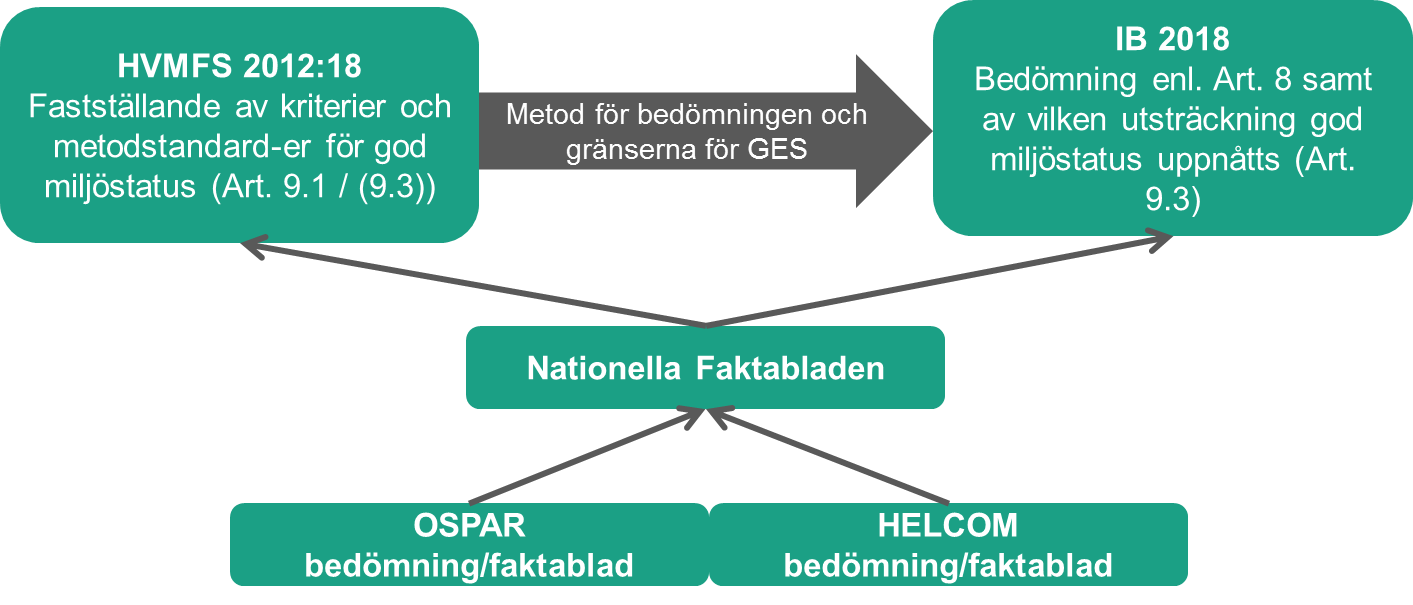 HVMFS 2012:18
Fastställande av kriterier och
metodstandard-er för god
miljöstatus (Art. 9.1 / (9.3))
Metod för bedömningen och
gränserna för GES
IB 2018
Bedömning enl. Art. 8 samt
av vilken utsträckning god
miljöstatus uppnåtts (Art.
9.3)
Nationella Faktabladen
OSPAR
bedömning/faktablad
HELCOM
bedömning/faktablad